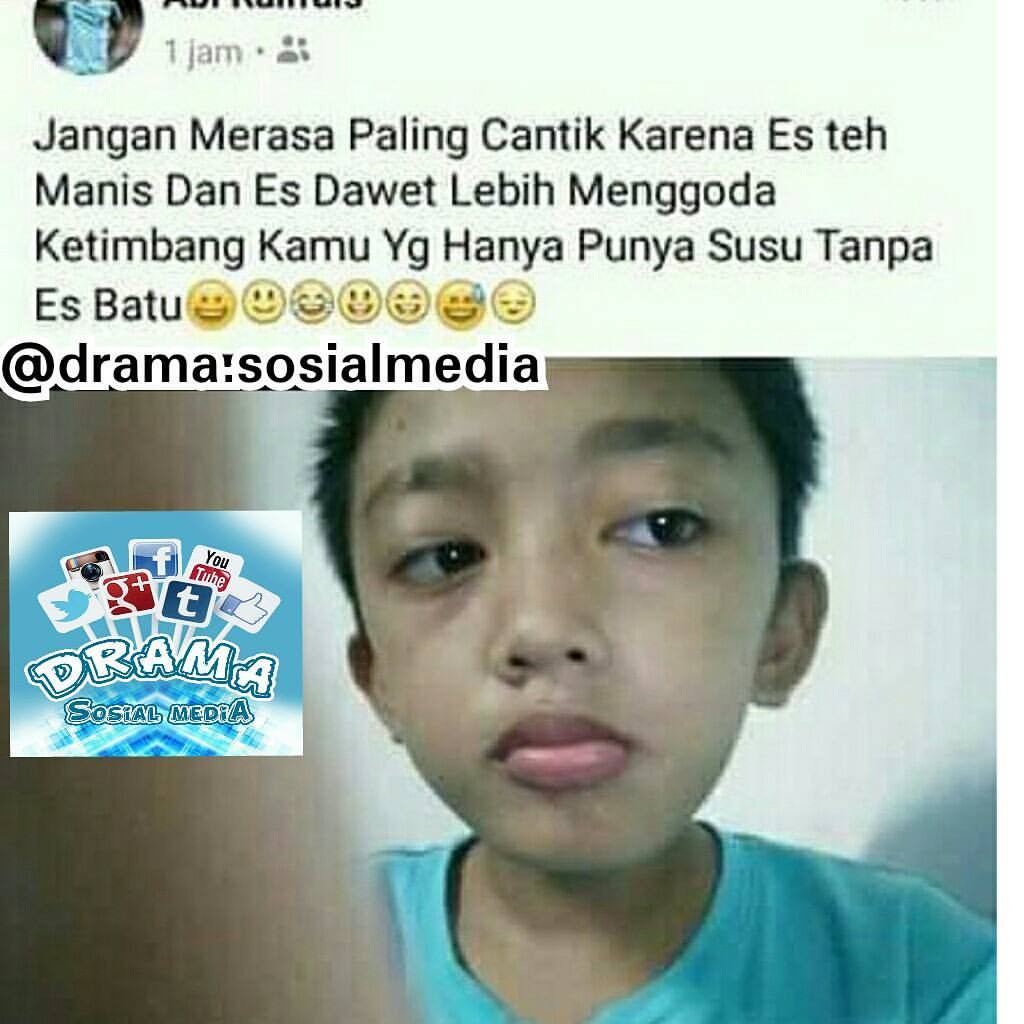 1 jam
Jangan Merasa Paling Cantik Karena Es teh
Manis Dan Es Dawet Lebih Menggoda
Ketimbang Kamu Yg Hanya Punya Susu Tanpa
Es Batu😀😃😂😃😄😅😔
@drama:sosialmedia
You
Tube
f
g+
t
DRAMA
SOSIAL MEDIA